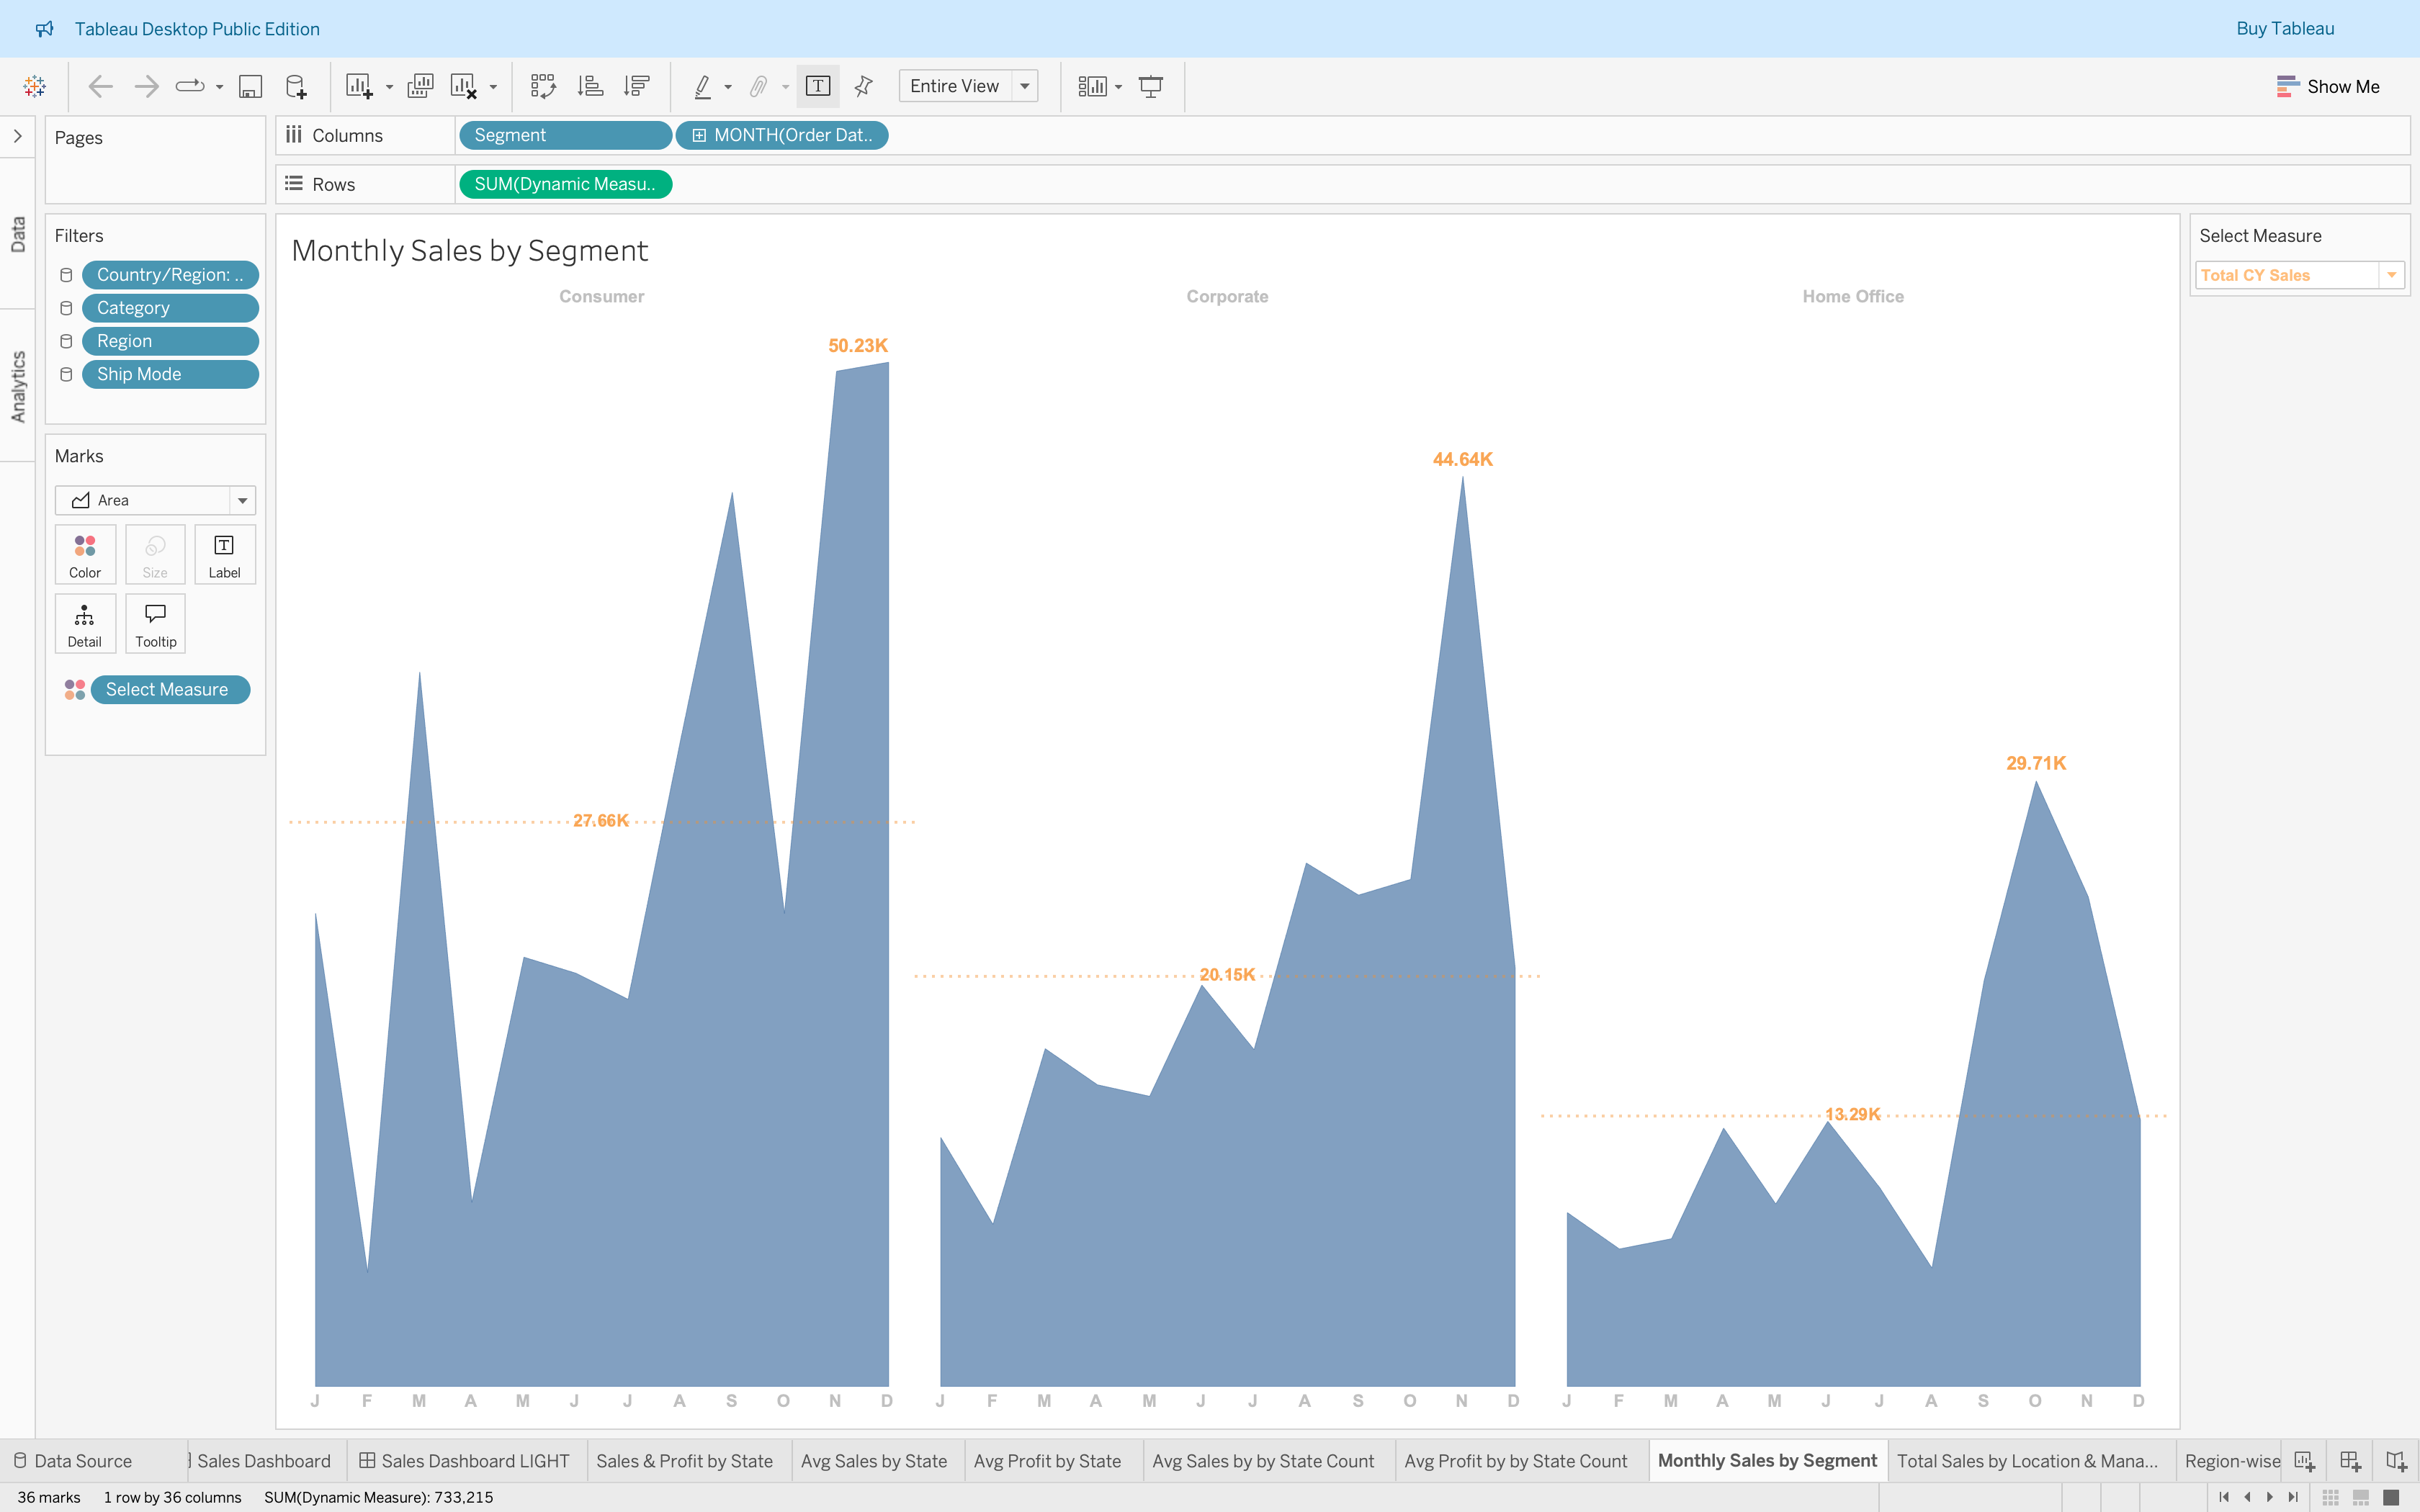 Tableau Desktop Public Edition
Buy Tableau
Entire View
Show Me
Data
Analytics
Pages
Columns
Segment
MONTH(Order Dat..
Rows
SUM(Dynamic Measu..
Filters
Country/Region: ..
Category
Region
Ship Mode
Marks
Area
Color
Size
Label
Detail
Tooltip
Select Measure
Monthly Sales by Segment
Consumer
Corporate
Home Office
50.23K
44.64K
29.71K
27.66K
20.15K
13.29K
J F M A M J J A S O N D
J F M A M J J A S O N D
J F M A M J J A S O N D
Select Measure
Total CY Sales
Data Source
Sales Dashboard
Sales Dashboard LIGHT
Sales & Profit by State
Avg Sales by State
Avg Profit by State
Avg Sales by by State Count
Avg Profit by by State Count
Monthly Sales by Segment
Total Sales by Location & Mana...
Region-wise
36 marks
1 row by 36 columns
SUM(Dynamic Measure): 733,215